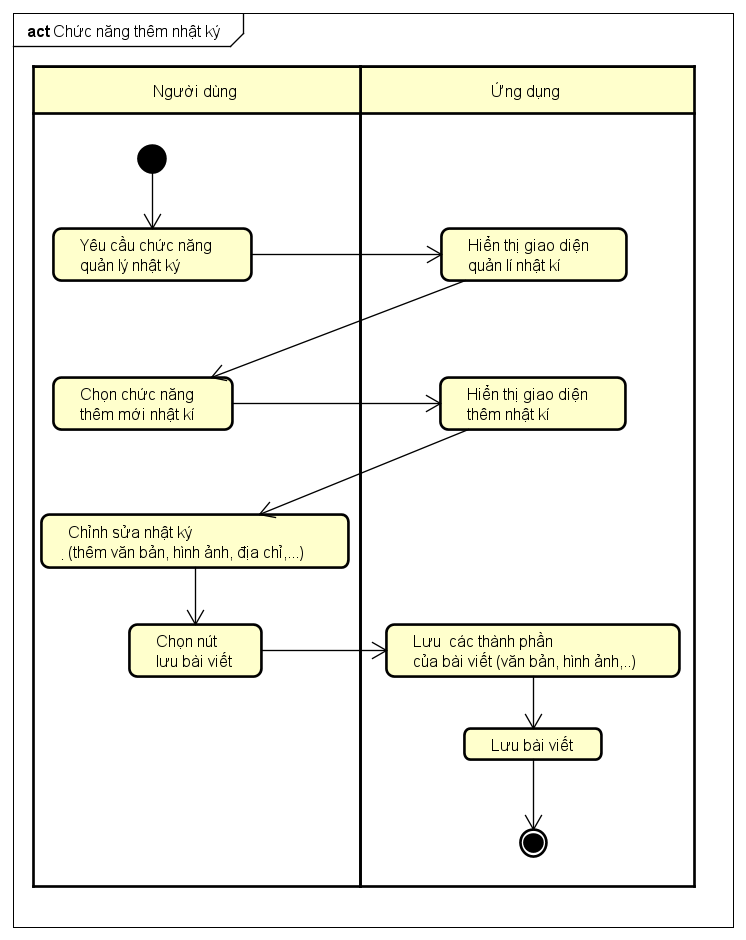 act Chức năng thêm nhật ký
Người dùng
Ứng dụng
Yêu cầu chức năng
quản lý nhật ký
Hiển thị giao diện
quản lí nhật kí
Chọn chức năng
thêm mới nhật kí
Hiển thị giao diện
thêm nhật kí
Chỉnh sửa nhật ký
. (thêm văn bản, hình ảnh, địa chỉ,...)
Chọn nút
lưu bài viết
Lưu  các thành phần
của bài viết (văn bản, hình ảnh,..)
Lưu bài viết